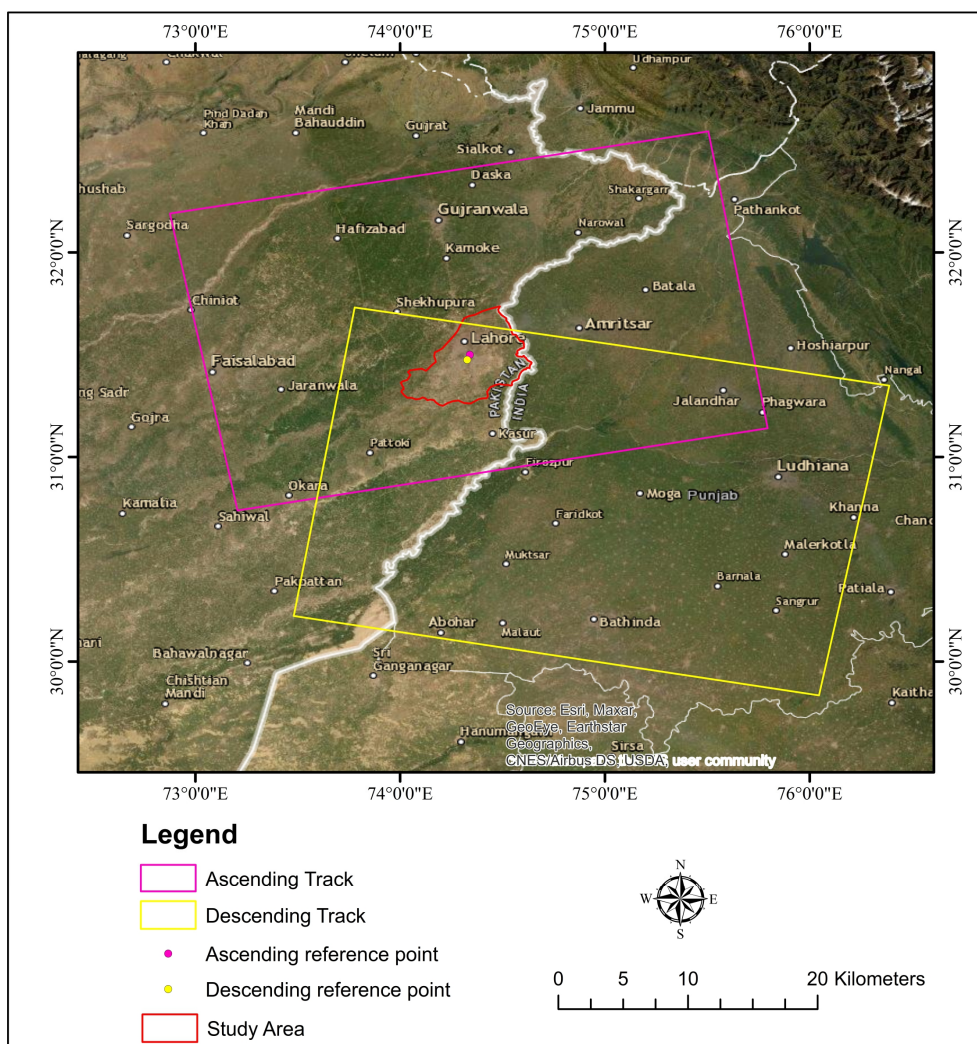 73°0'0"E 74°0'0"E 75°0'0"E 76°0'0"E
Udhampur
Pind Dadan
Khan
Mandi
Bahauddin
Gujrat
Jammu
Sialkot
Daska
Shakargarh
Pathankot
Sargodha
Hafizabad
Gujranwala
Narowal
32°0'0"N
32°0'0"N
Kamoke
Chiniot
Shekhupura
Batala
Amritsar
Lahore
Hoshiarpur
Faisalabad
Nangal
Jaranwala
PAKISTAN
INDIA
Jalandhar
Phagwara
Gojra
Pattoki
Kasur
31°0'0"N
31°0'0"N
Firozpur
Ludhiana
Okara
Moga
Punjab
Kamalia
Sahiwal
Faridkot
Khanna
Muktsar
Malerkotla
Pakpattan
Barnala
Patiala
Sangrur
Abohar
Malaut
Bathinda
30°0'0"N
30°0'0"N
Bahawalnagar
Sri
Ganganagar
Chishtian
Mandi
Source: Esri, Maxar,
GeoEye, Earthstar
Geographics,
CNES/Airbus DS, USDA,
user community
Sirsa
73°0'0"E 74°0'0"E 75°0'0"E 76°0'0"E
Legend
Ascending Track
Descending Track
Ascending reference point
Descending reference point
Study Area
N
W E
S
0 5 10 20 Kilometers